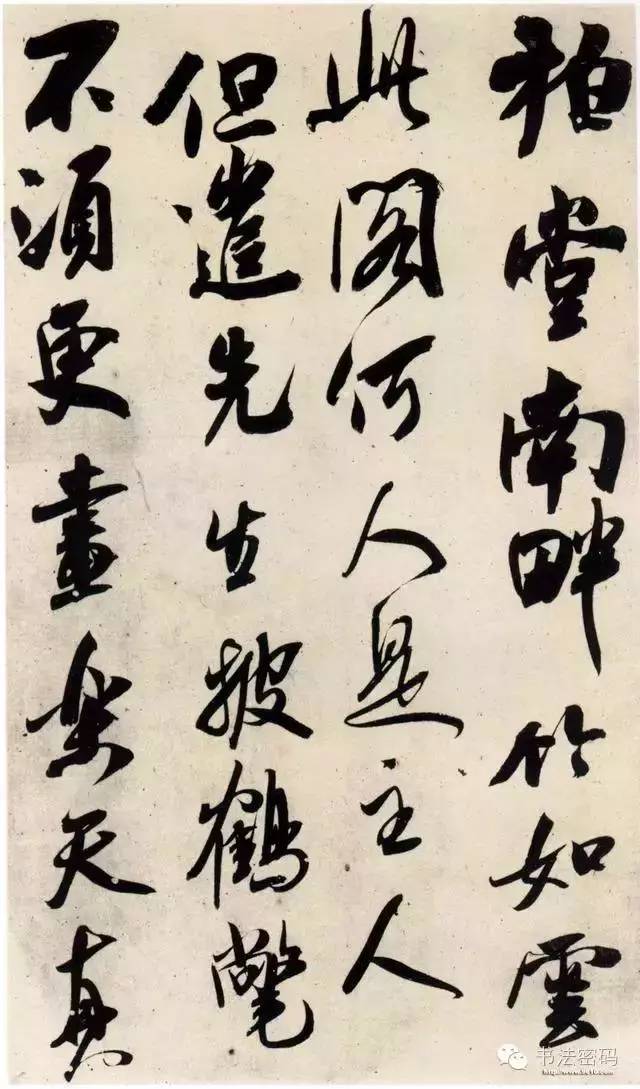 栢堂南畔竹如雲
此閣何人是主人
但遣先生披鶴氅
不須更畫樂天真
书法密码